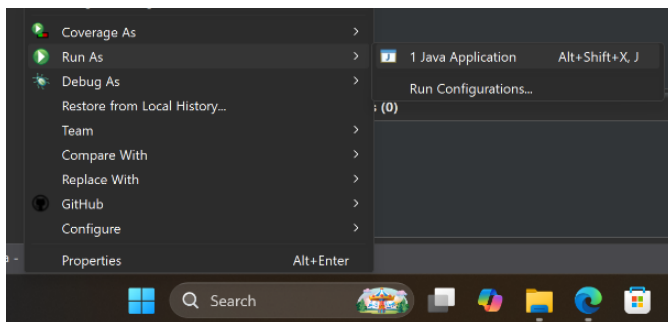 Coverage As
Run As
Debug As
Restore from Local History...
Team
Compare With
Replace With
GitHub
Configure
Properties Alt+Enter
1 Java Application Alt+Shift+X, J
Run Configurations...
(0)
Search